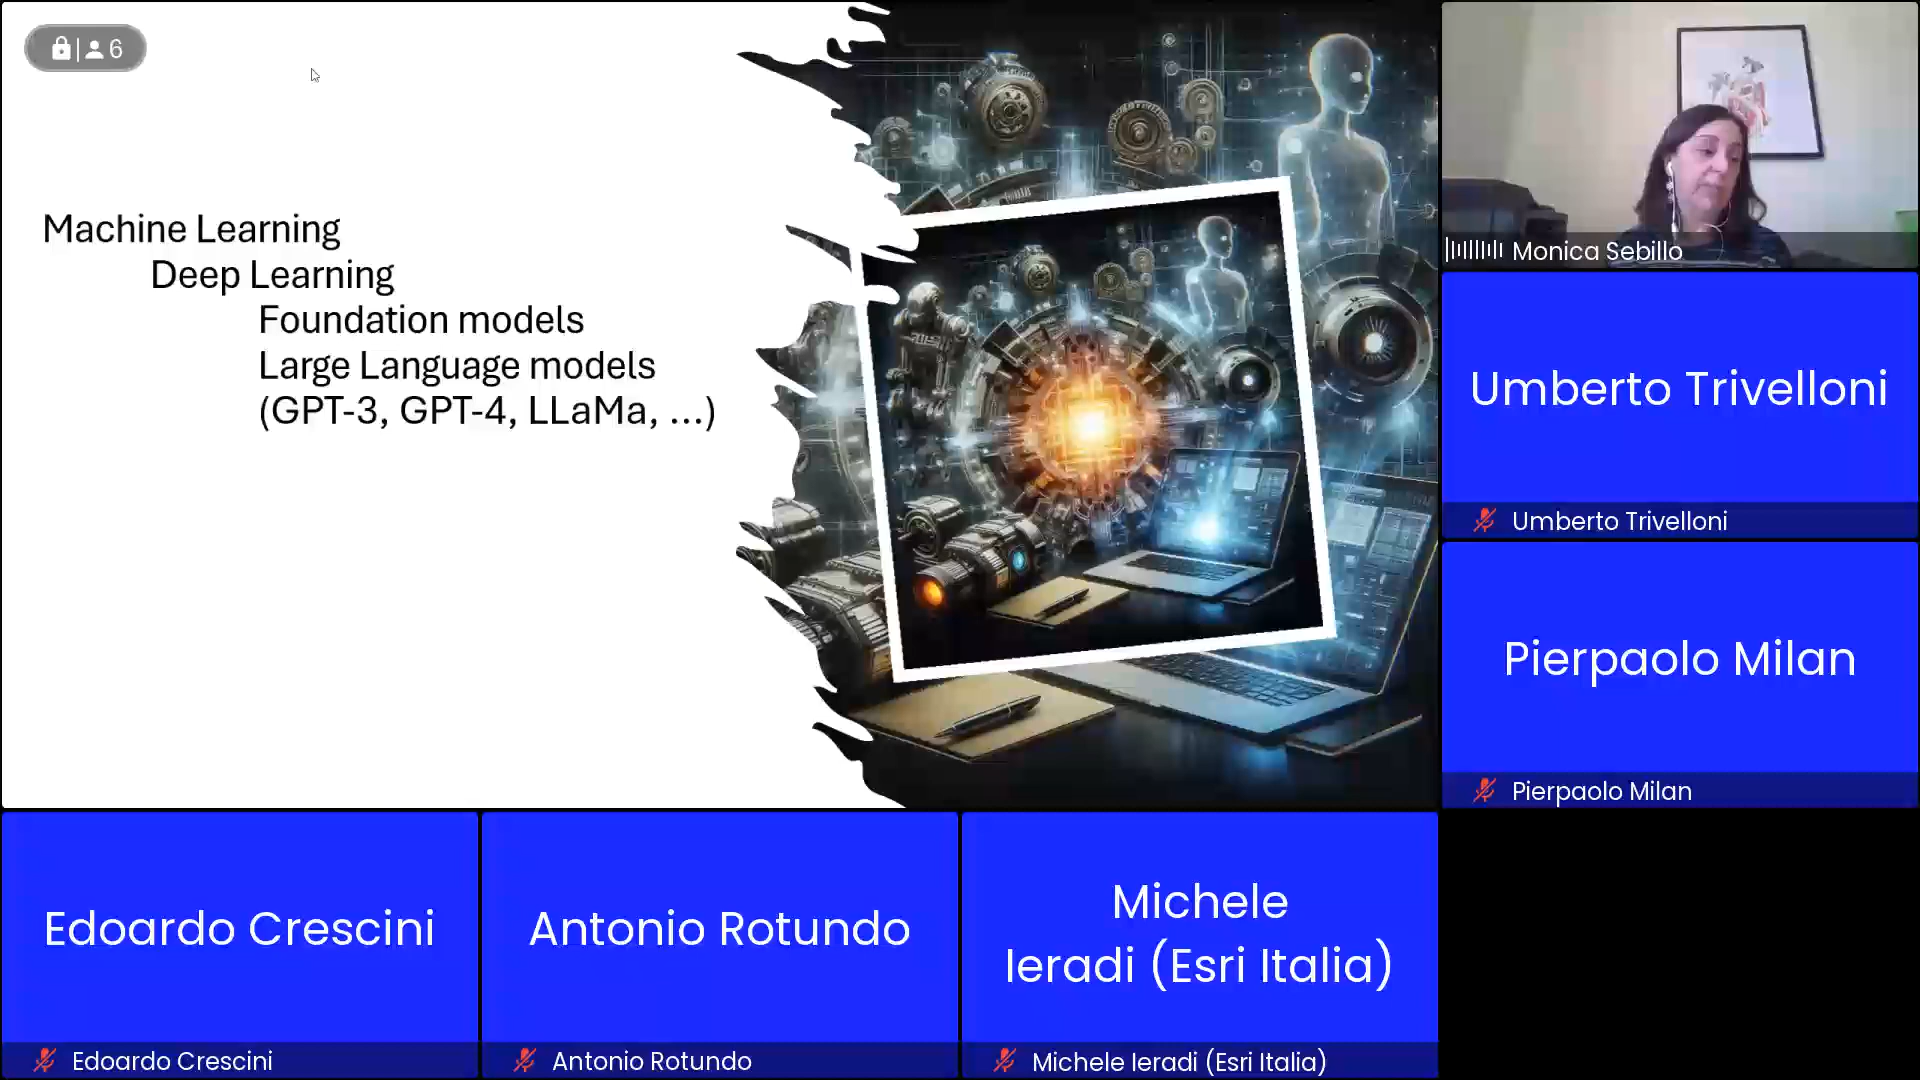 6
Machine Learning
Deep Learning
Foundation models
Large Language models
(GPT-3, GPT-4, LLaMa, ...)
Monica Sebillo
Umberto Trivelloni
Umberto Trivelloni
Pierpaolo Milan
Pierpaolo Milan
Edoardo Crescini
Edoardo Crescini
Antonio Rotundo
Antonio Rotundo
Michele
Ieradi (Esri Italia)
Michele Ieradi (Esri Italia)